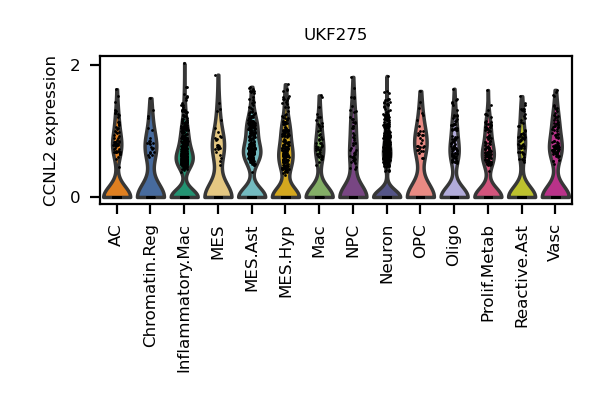 UKF275
CCNL2 expression
2
0
AC
Chromatin.Reg
Inflammatory.Mac
MES
MES.Ast
MES.Hyp
Mac
NPC
Neuron
OPC
Oligo
Prolif.Metab
Reactive.Ast
Vasc